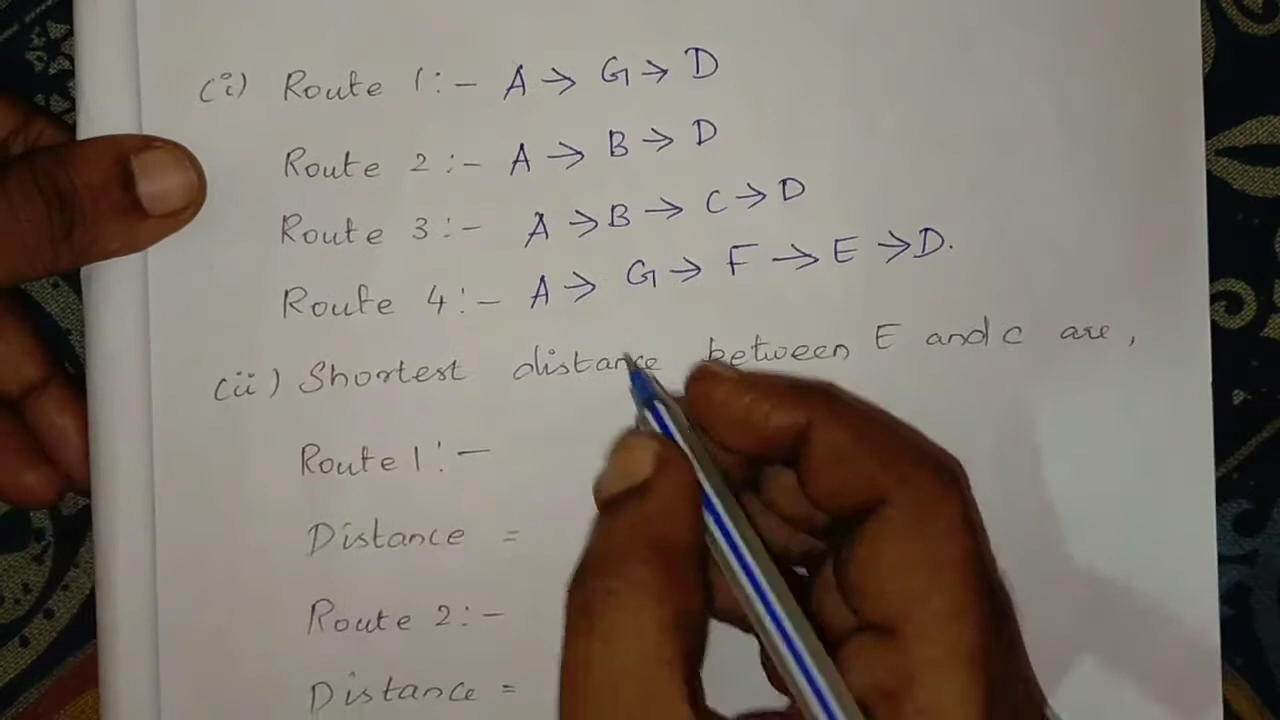 (i) Route 1:- A → G → D
Route 2:- A → B → D
Route 3:- A → B → C → D
Route 4:- A → G → F → E → D.
(ii) Shortest distance between E and C are,
Route 1:-
Distance =
Route 2:-
Distance =